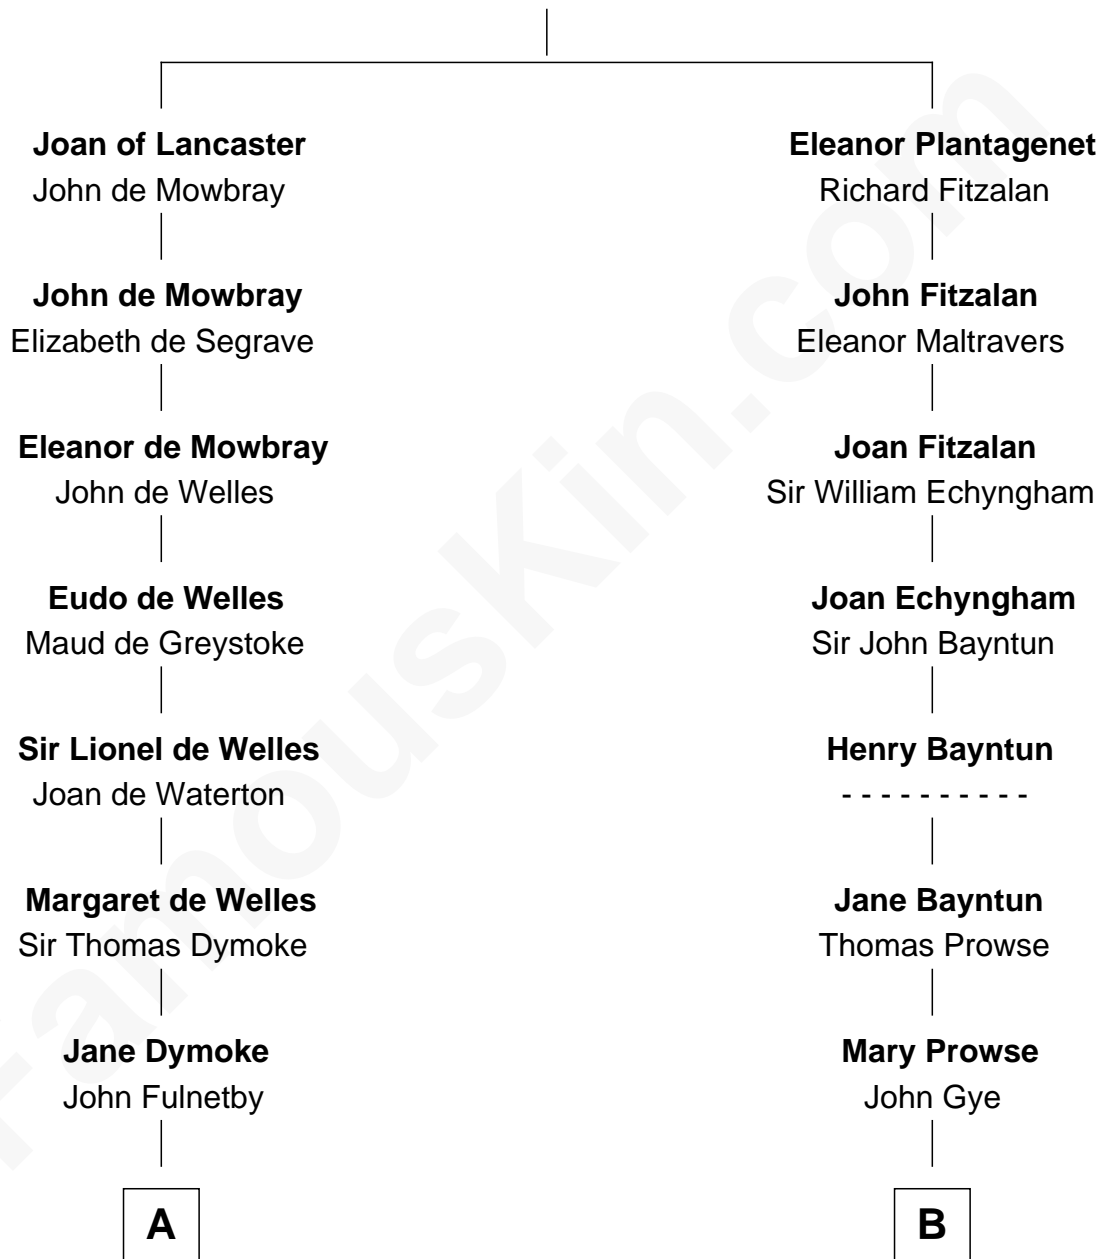 Joan of Lancaster
John de Mowbray
John de Mowbray
Elizabeth de Segrave
Eleanor de Mowbray
John de Welles
Eudo de Welles
Maud de Greystoke
Sir Lionel de Welles
Joan de Waterton
Margaret de Welles
Sir Thomas Dymoke
Jane Dymoke
John Fulnetby
A
Eleanor Plantagenet
Richard Fitzalan
John Fitzalan
Eleanor Maltravers
Joan Fitzalan
Sir William Echyngham
Joan Echyngham
Sir John Bayntun
Henry Bayntun
- - - - - - - - - -
Jane Bayntun
Thomas Prowse
Mary Prowse
John Gye
B
FamousKin.com